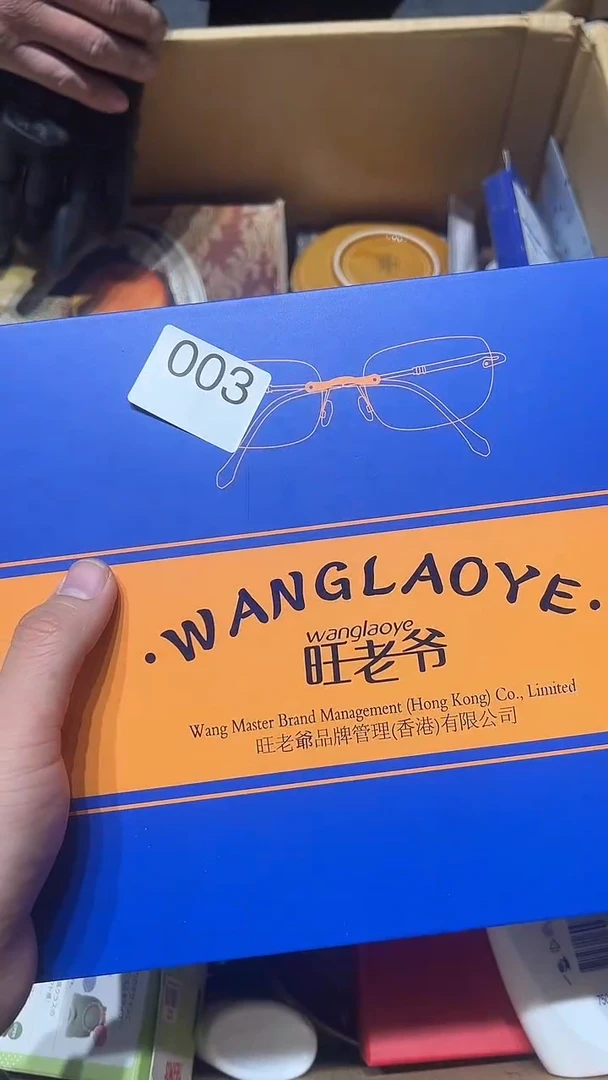 003
·WANGLAOYE·
wanglaoye
旺老爷
Wang Master Brand Management (Hong Kong) Co., Limited
旺老爺品牌管理(香港)有限公司